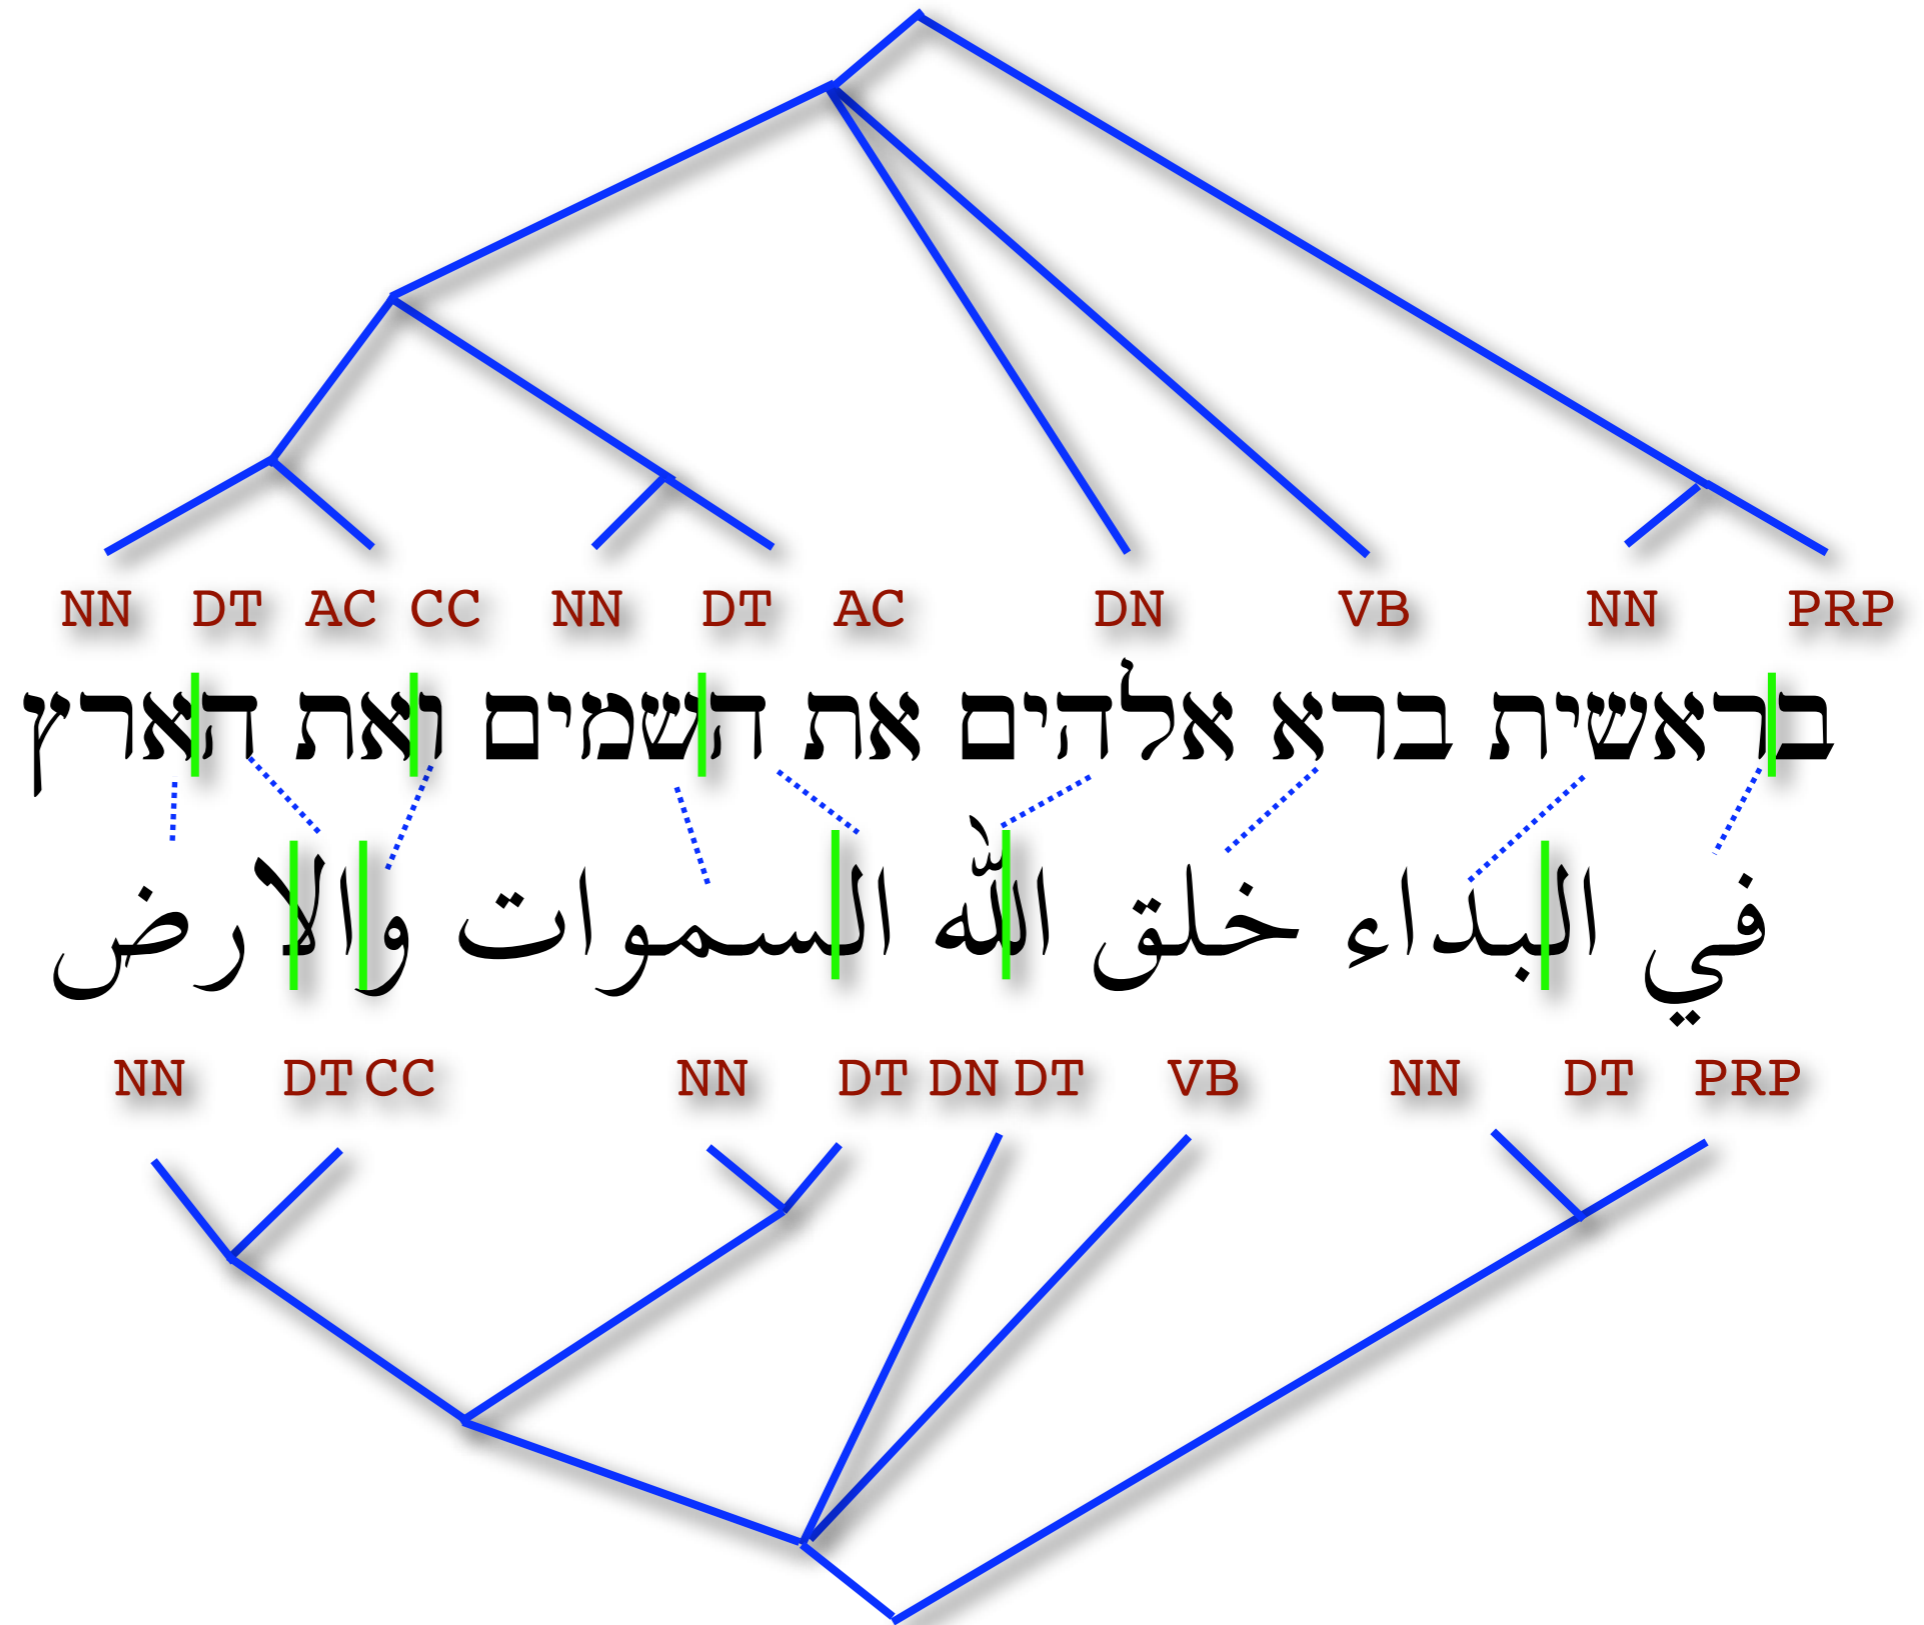 NN DT AC CC NN DT AC DN VB NN PRP
בראשית ברא אלהים את השמים ואת הארץ
في البداء خلق الله السموات والارض
NN DT CC NN DT DN DT VB NN DT PRP